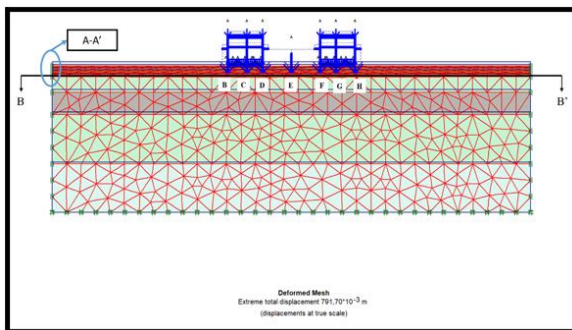 A-A'
A A A A A A A
B C D E F G H
B B'
Deformed Mesh
Extreme total displacement 791,70*10-3 m
(displacements at true scale)